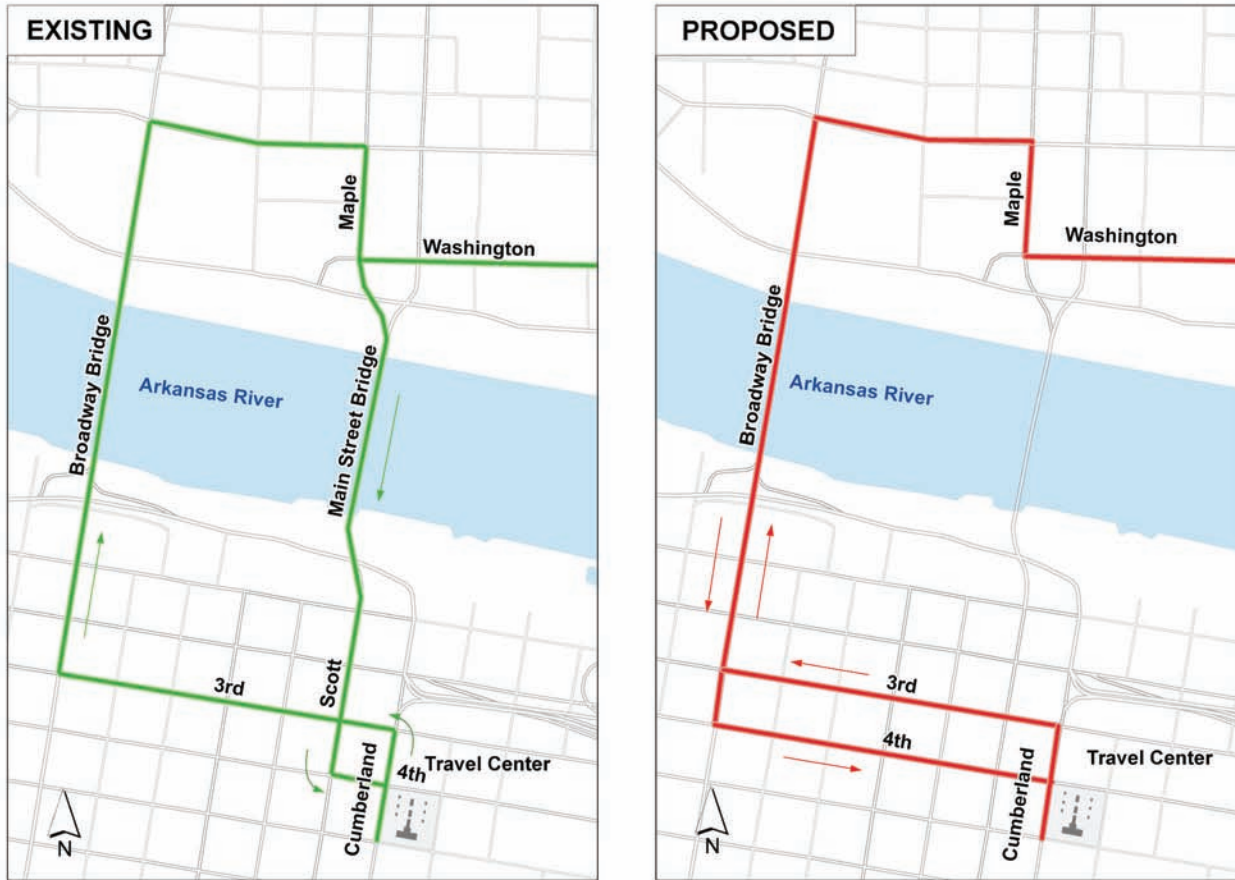 EXISTING
Maple
Washington
Broadway Bridge
Arkansas River
Main Street Bridge
Scott
3rd
4th
Travel Center
Cumberland
N
PROPOSED
Maple
Washington
Broadway Bridge
Arkansas River
3rd
4th
Travel Center
Cumberland
N